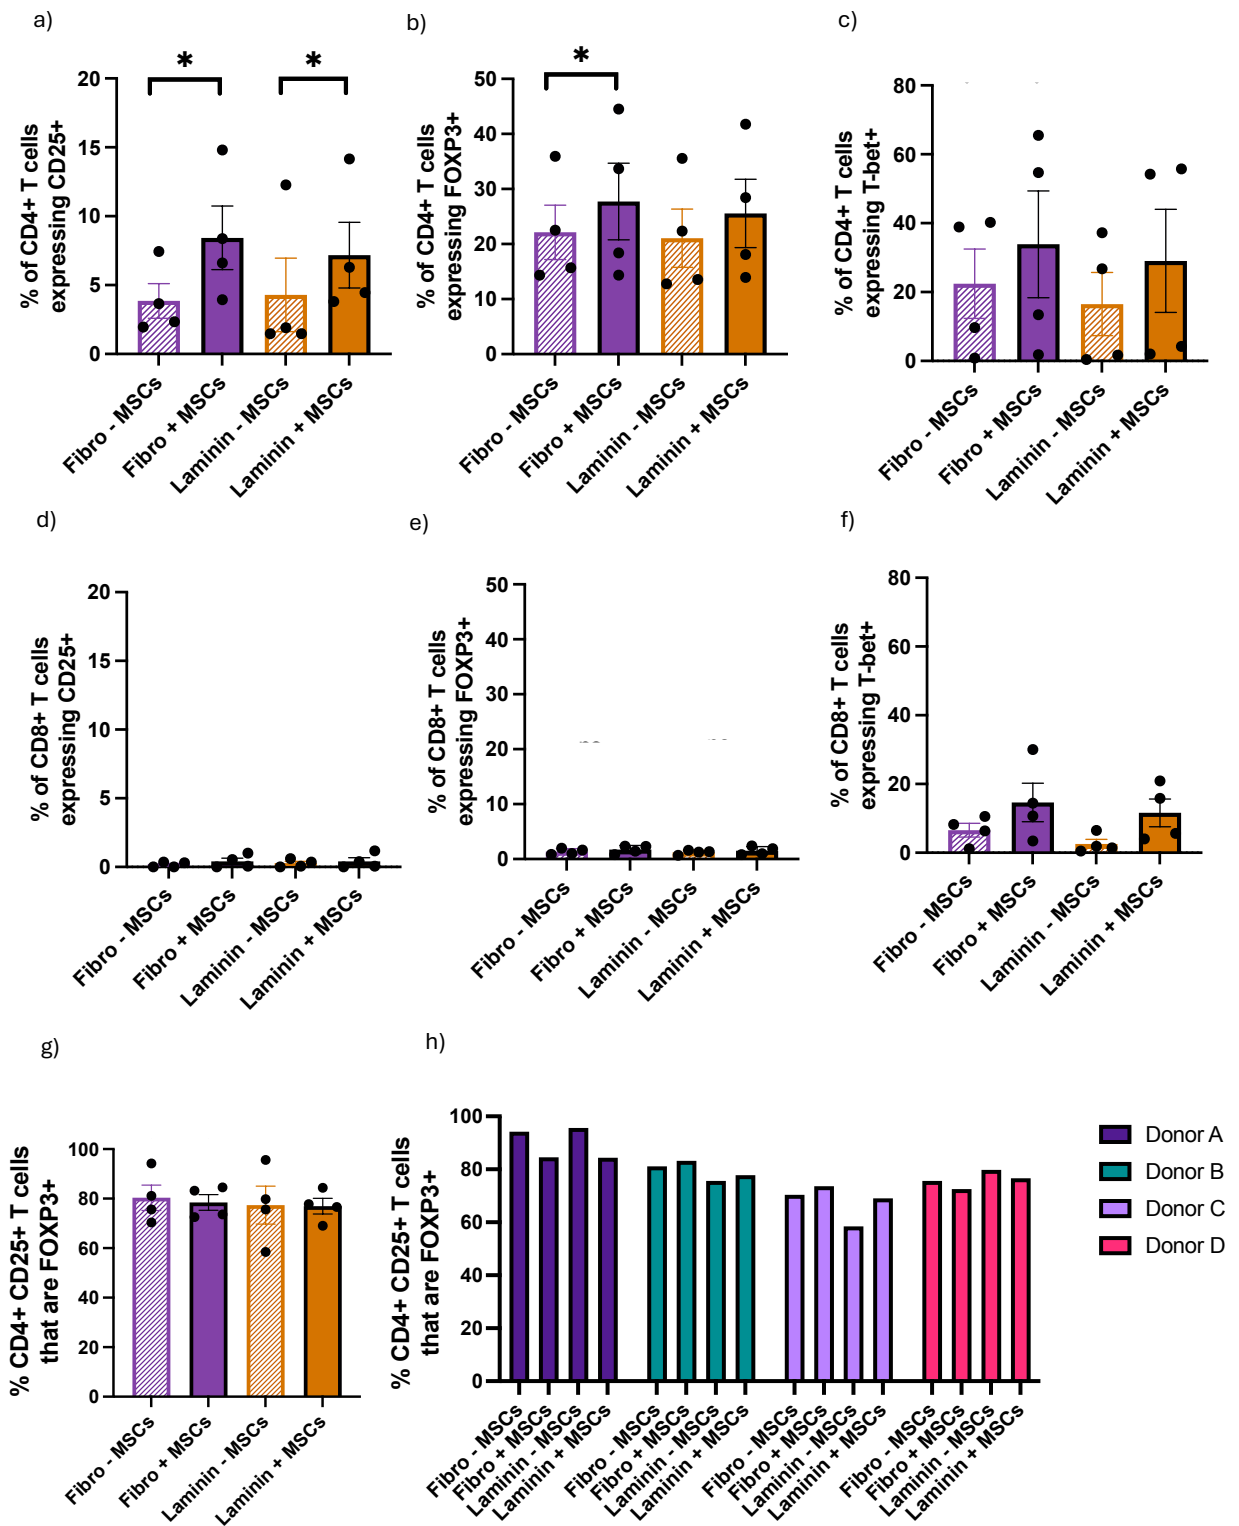 a)
b)
c)
% of CD4+ T cells
expressing CD25+
20
15
10
5
0
*
*
Fibro - MSCs
Fibro + MSCs
Laminin - MSCs
Laminin + MSCs
% of CD4+ T cells
expressing FOXP3+
50
40
30
20
10
0
*
Fibro - MSCs
Fibro + MSCs
Laminin - MSCs
Laminin + MSCs
% of CD4+ T cells
expressing T-bet+
80
60
40
20
0
Fibro - MSCs
Fibro + MSCs
Laminin - MSCs
Laminin + MSCs
d)
e)
f)
% of CD8+ T cells
expressing CD25+
20
15
10
5
0
Fibro - MSCs
Fibro + MSCs
Laminin - MSCs
Laminin + MSCs
% of CD8+ T cells
expressing FOXP3+
50
40
30
20
10
0
Fibro - MSCs
Fibro + MSCs
Laminin - MSCs
Laminin + MSCs
% of CD8+ T cells
expressing T-bet+
80
60
40
20
0
Fibro - MSCs
Fibro + MSCs
Laminin - MSCs
Laminin + MSCs
g)
h)
% CD4+ CD25+ T cells
that are FOXP3+
100
80
60
40
20
0
Fibro - MSCs
Fibro + MSCs
Laminin - MSCs
Laminin + MSCs
% CD4+ CD25+ T cells
that are FOXP3+
100
80
60
40
20
0
Fibro - MSCs
Fibro + MSCs
Laminin - MSCs
Laminin + MSCs
Fibro - MSCs
Fibro + MSCs
Laminin - MSCs
Laminin + MSCs
Fibro - MSCs
Fibro + MSCs
Laminin - MSCs
Laminin + MSCs
Fibro - MSCs
Fibro + MSCs
Laminin - MSCs
Laminin + MSCs
Donor A
Donor B
Donor C
Donor D